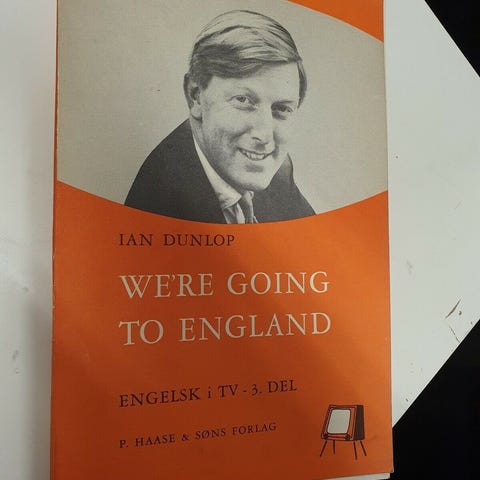 IAN DUNLOP
WE'RE GOING
TO ENGLAND
ENGELSK i TV - 3. DEL
P. HAASE & SØNS FORLAG